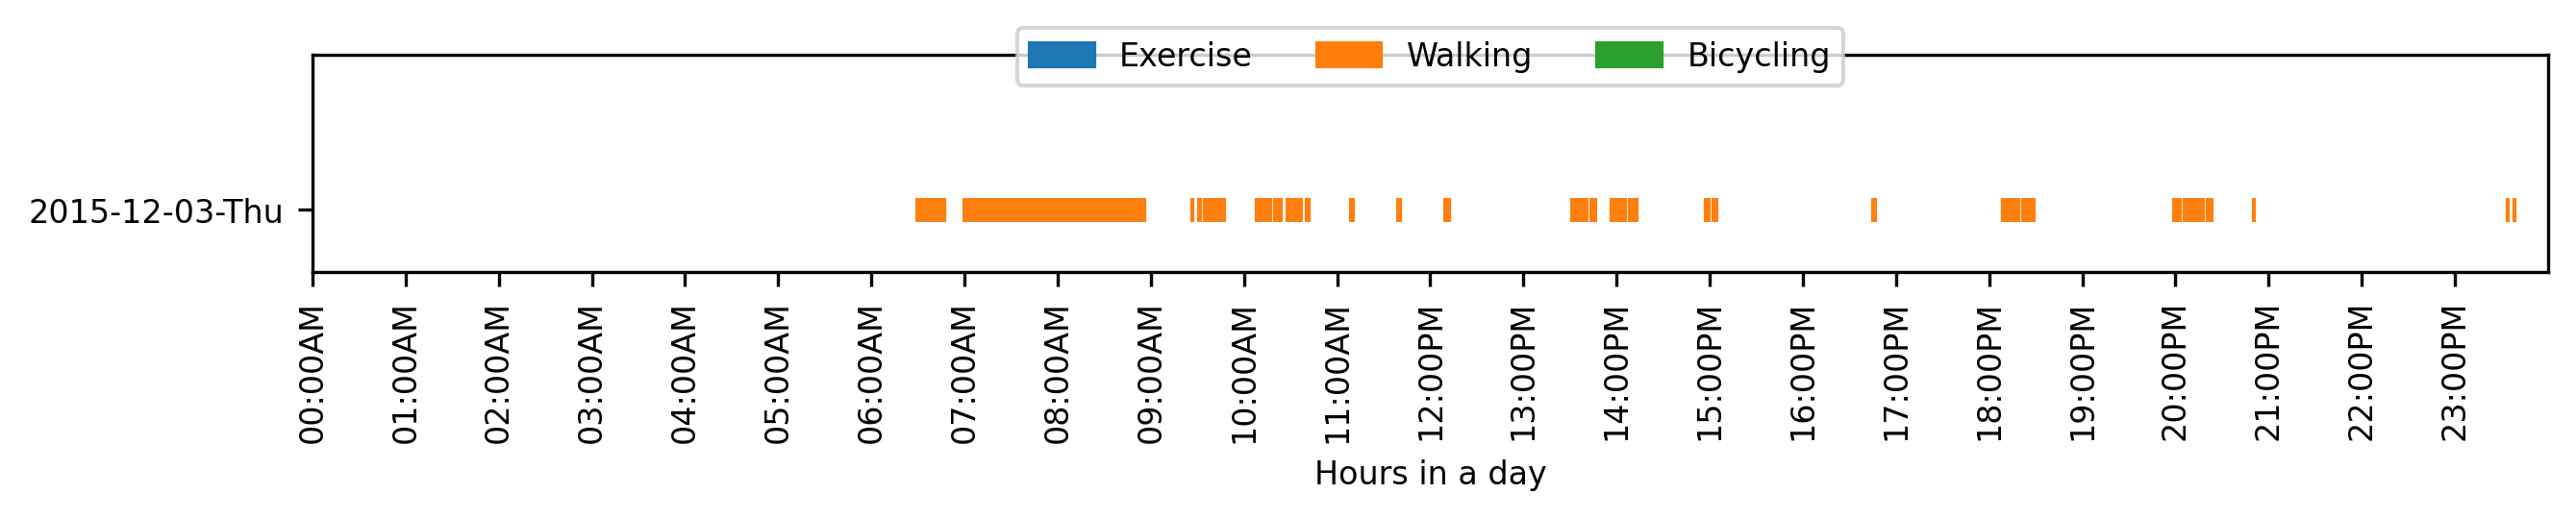 Exercise Walking Bicycling
2015-12-03-Thu
00:00AM 01:00AM 02:00AM 03:00AM 04:00AM 05:00AM 06:00AM 07:00AM 08:00AM 09:00AM 10:00AM 11:00AM 12:00PM 13:00PM 14:00PM 15:00PM 16:00PM 17:00PM 18:00PM 19:00PM 20:00PM 21:00PM 22:00PM 23:00PM
Hours in a day